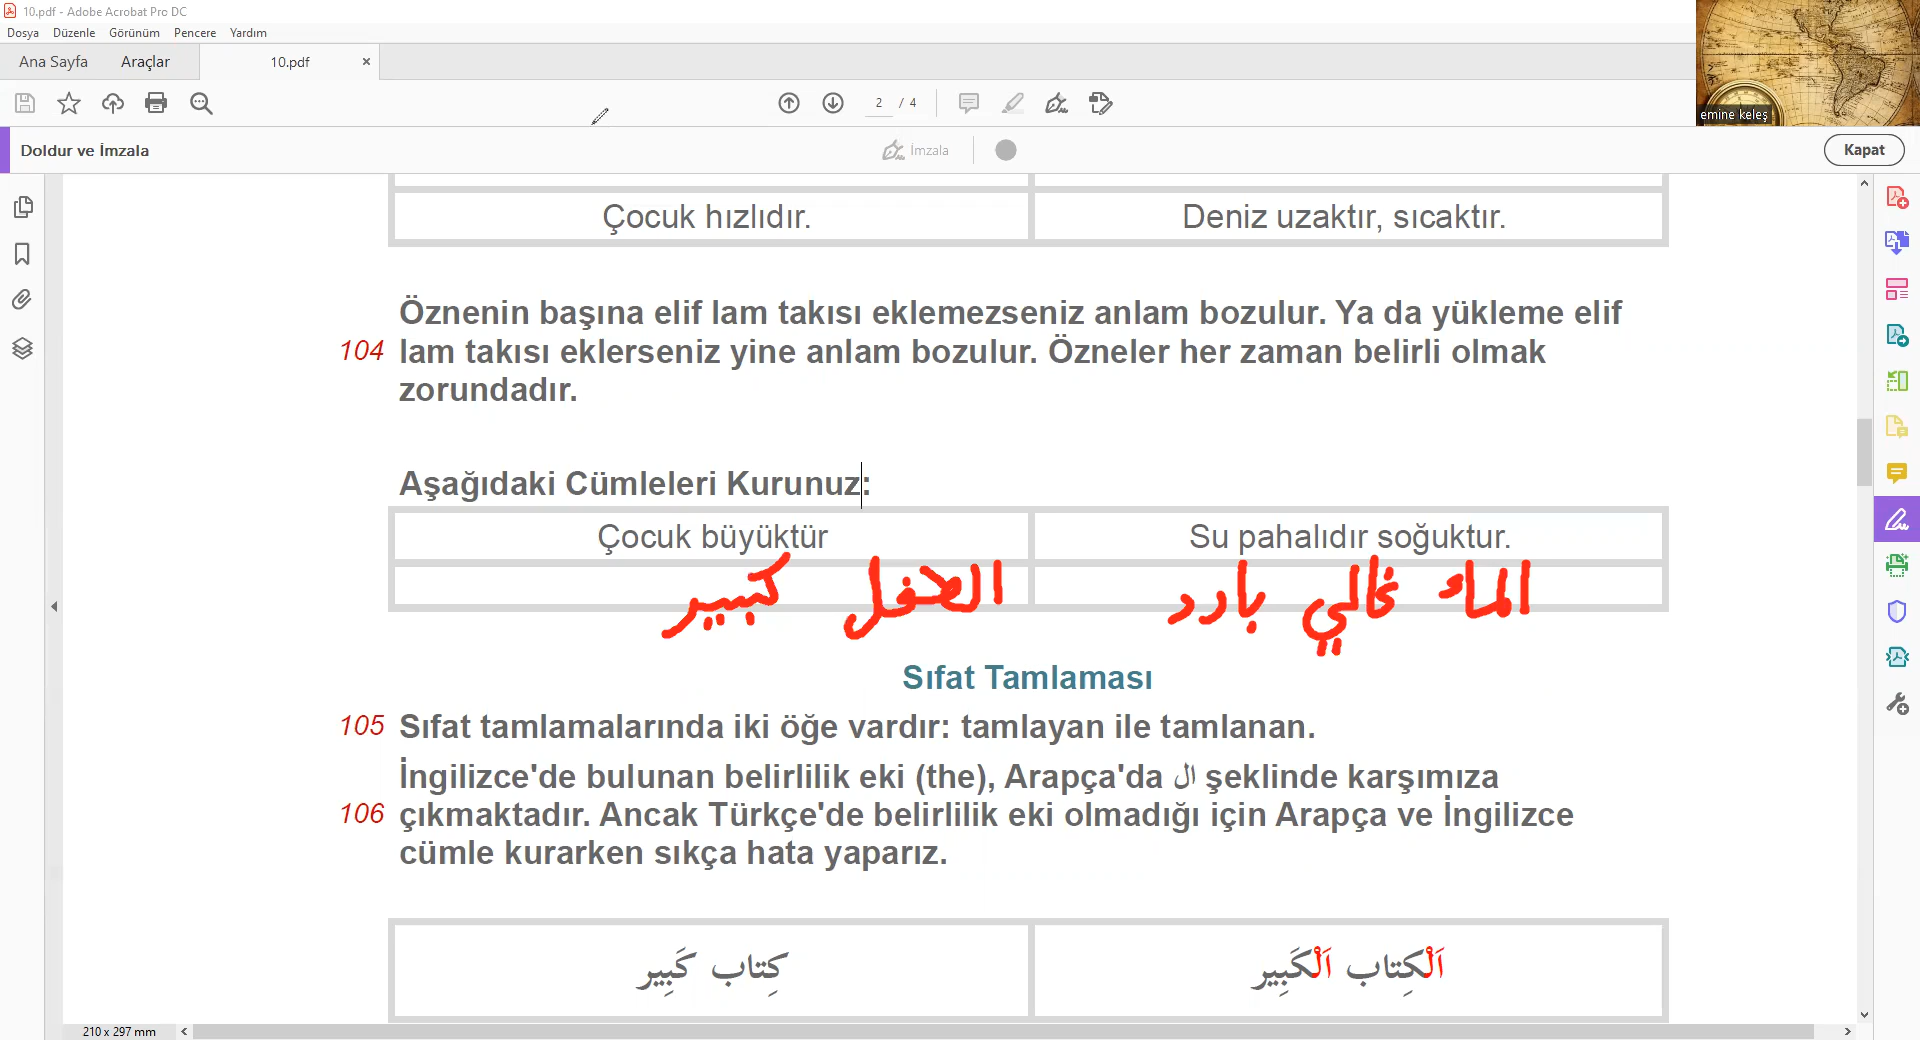 10.pdf - Adobe Acrobat Pro DC
Dosya Düzenle Görünüm Pencere Yardım
Ana Sayfa Araçlar 10.pdf ×
2 / 4
emine keleş
Doldur ve İmzala İmzala Kapat
Çocuk hızlıdır. Deniz uzaktır, sıcaktır.
104 Öznenin başına elif lam takısı eklemezseniz anlam bozulur. Ya da yükleme elif
lam takısı eklerseniz yine anlam bozulur. Özneler her zaman belirli olmak
zorundadır.
Aşağıdaki Cümleleri Kurunuz:
Çocuk büyüktür Su pahalıdır soğuktur.
الطفل كبير الماء غالي بارد
Sıfat Tamlaması
105 Sıfat tamlamalarında iki öğe vardır: tamlayan ile tamlanan.
İngilizce'de bulunan belirlilik eki (the), Arapça'da ال şeklinde karşımıza
106 çıkmaktadır. Ancak Türkçe'de belirlilik eki olmadığı için Arapça ve İngilizce
cümle kurarken sıkça hata yaparız.
كِتاب كَبِير اَلْكِتاب اَلْكَبِير
210 x 297 mm